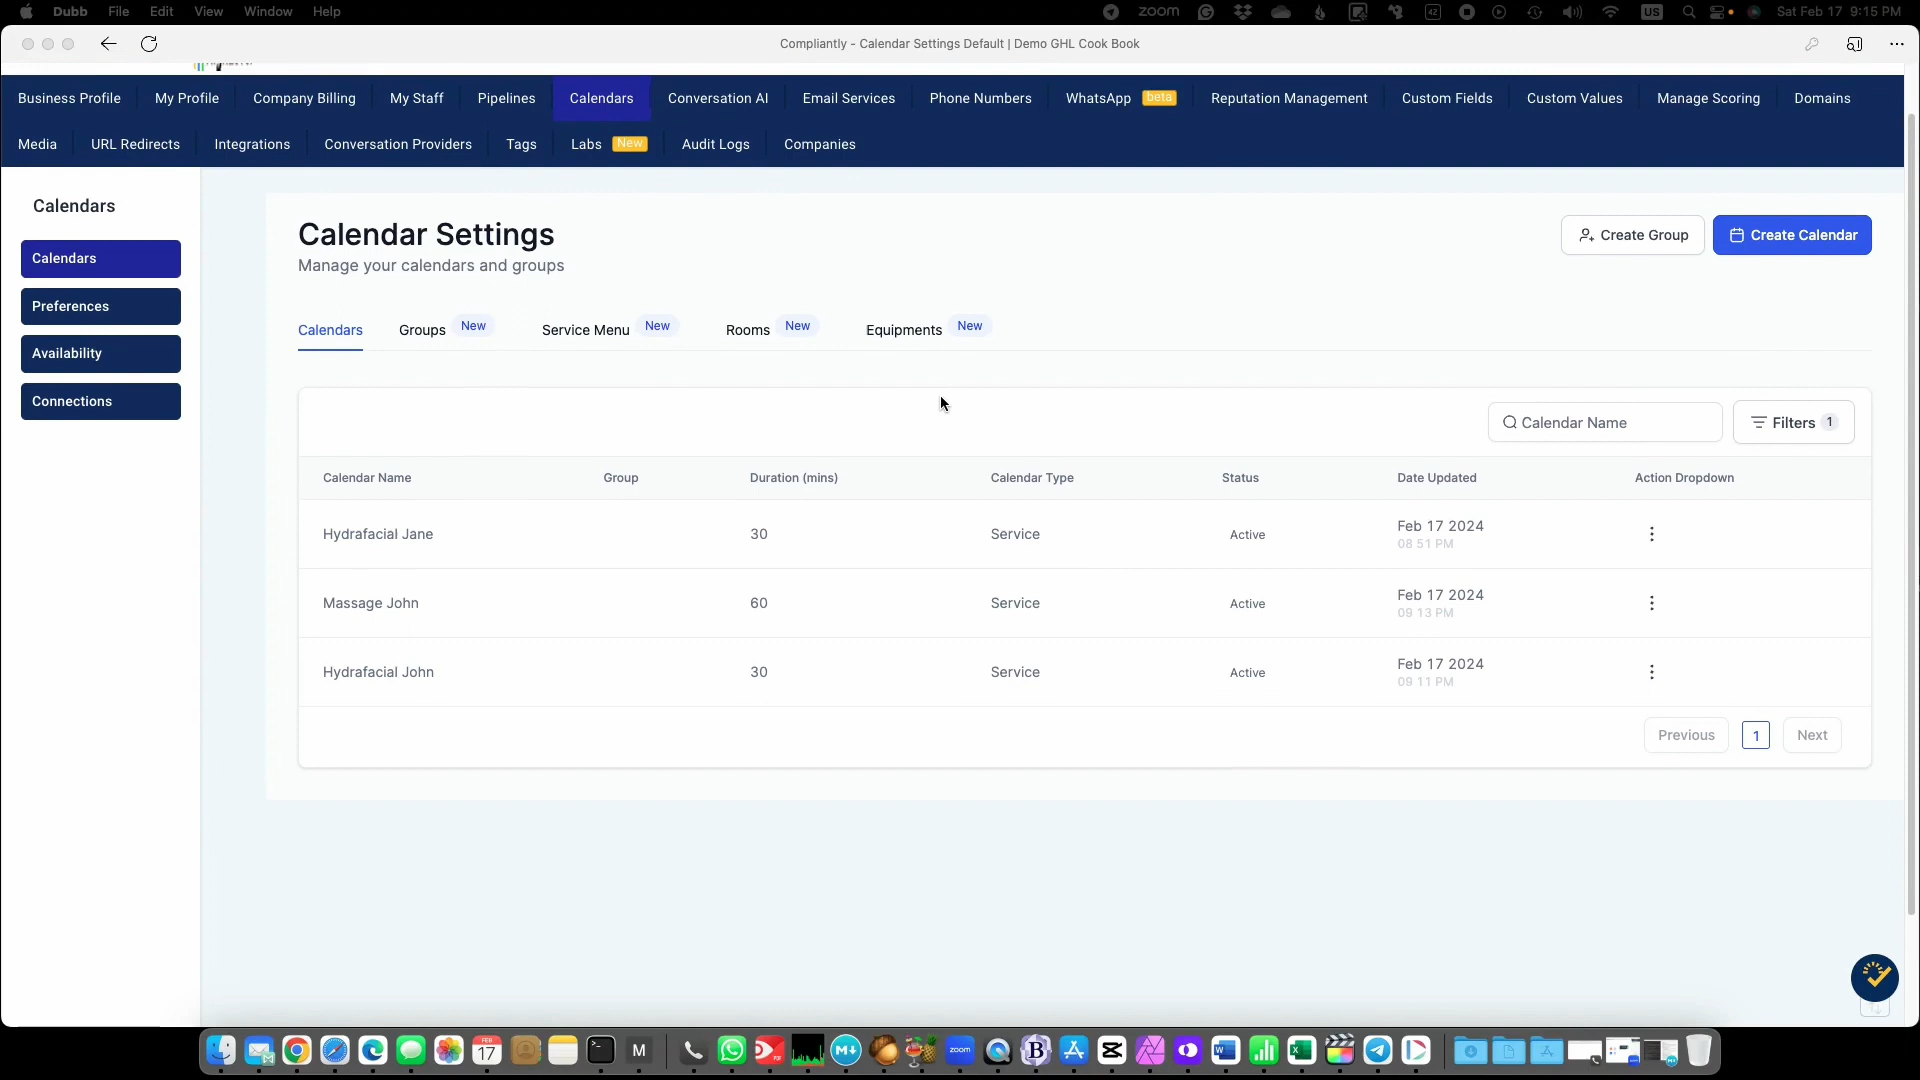 Dubb File Edit View Window Help zoom 42 US Sat Feb 17 9:15 PM
Compliantly - Calendar Settings Default | Demo GHL Cook Book
Business Profile My Profile Company Billing My Staff Pipelines Calendars Conversation AI Email Services Phone Numbers WhatsApp beta Reputation Management Custom Fields Custom Values Manage Scoring Domains
Media URL Redirects Integrations Conversation Providers Tags Labs New Audit Logs Companies
Calendars
Calendars
Preferences
Availability
Connections
Calendar Settings
Manage your calendars and groups
Create Group Create Calendar
Calendars Groups New Service Menu New Rooms New Equipments New
Calendar Name Filters 1
Calendar Name Group Duration (mins) Calendar Type Status Date Updated Action Dropdown
Hydrafacial Jane 30 Service Active Feb 17 2024
08 51 PM
Massage John 60 Service Active Feb 17 2024
09 13 PM
Hydrafacial John 30 Service Active Feb 17 2024
09 11 PM
Previous 1 Next
FEB
17 M zoom B W X